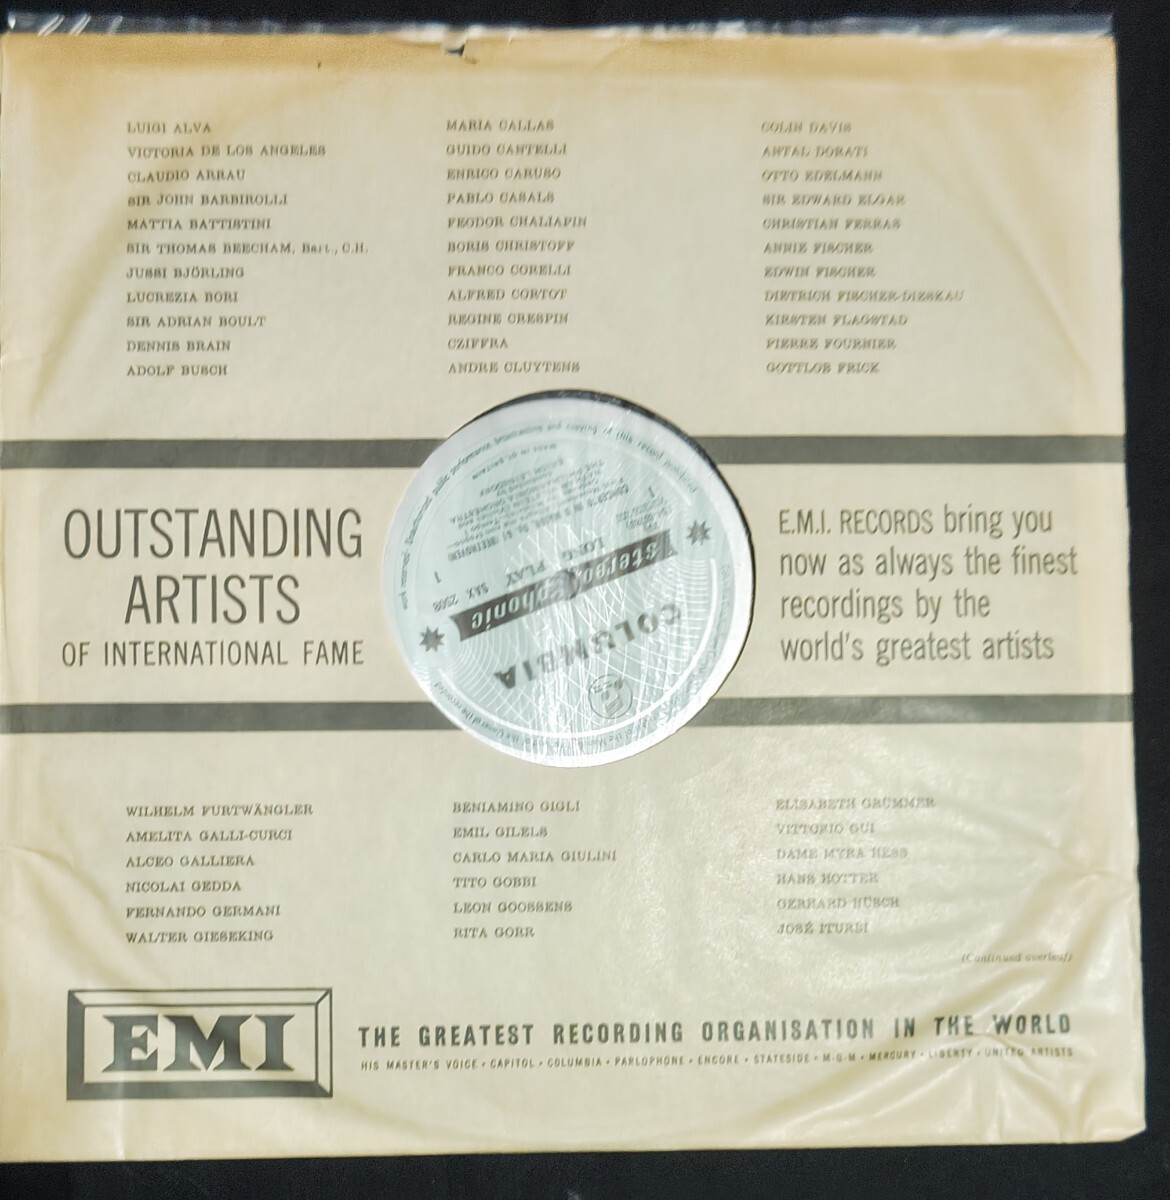 LUIGI ALVA
VICTORIA DE LOS ANGELES
CLAUDIO ARRAU
SIR JOHN BARBIROLLI
MATTIA BATTISTINI
SIR THOMAS BEECHAM, Bart., C.H.
JUSSI BJÖRLING
LUCREZIA BORI
SIR ADRIAN BOULT
DENNIS BRAIN
ADOLF BUSCH
MARIA CALLAS
GUIDO CANTELLI
ENRICO CARUSO
PABLO CASALS
FEODOR CHALIAPIN
BORIS CHRISTOFF
FRANCO CORELLI
ALFRED CORTOT
REGINE CRESPIN
CZIFFRA
ANDRE CLUYTENS
COLIN DAVIS
ANTAL DORATI
OTTO EDELMANN
SIR EDWARD ELGAR
CHRISTIAN FERRAS
ANNIE FISCHER
EDWIN FISCHER
DIETRICH FISCHER-DIESKAU
KIRSTEN FLAGSTAD
PIERRE FOURNIER
GOTTLOB FRICK
OUTSTANDING
ARTISTS
OF INTERNATIONAL FAME
COLUMBIA
stereophonic
LONG PLAY
SAX 2508
1
E.M.I. RECORDS bring you
now as always the finest
recordings by the
world's greatest artists
WILHELM FURTWÄNGLER
AMELITA GALLI-CURCI
ALCEO GALLIERA
NICOLAI GEDDA
FERNANDO GERMANI
WALTER GIESEKING
BENIAMINO GIGLI
EMIL GILELS
CARLO MARIA GIULINI
TITO GOBBI
LEON GOOSSENS
RITA GORR
ELISABETH GRÜMMER
VITTORIO GUI
DAME MYRA HESS
HANS HOTTER
GERHARD HÜSCH
JOSÉ ITURBI
(Continued overleaf)
EMI
THE GREATEST RECORDING ORGANISATION IN THE WORLD
HIS MASTER'S VOICE · CAPITOL · COLUMBIA · PARLOPHONE · ENCORE · STATESIDE · M-G-M · MERCURY · LIBERTY · UNITED ARTISTS